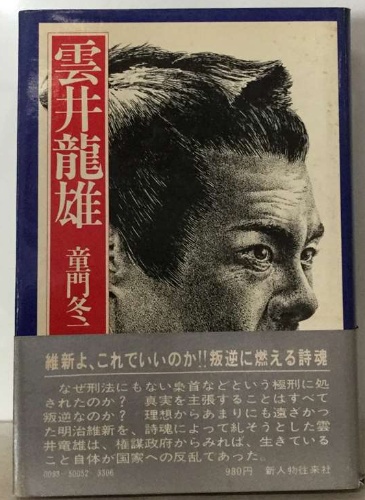 雲井龍雄
童門冬二
維新よ、これでいいのか!!叛逆に燃える詩魂
なぜ刑法にもない梟首などという極刑に処
されたのか? 真実を主張することはすべて
叛逆なのか? 理想からあまりにも遠ざかっ
た明治維新を、詩魂によって糺そうとした雲
井竜雄は、権謀政府からみれば、生きている
こと自体が国家への反乱であった。
980円 新人物往来社